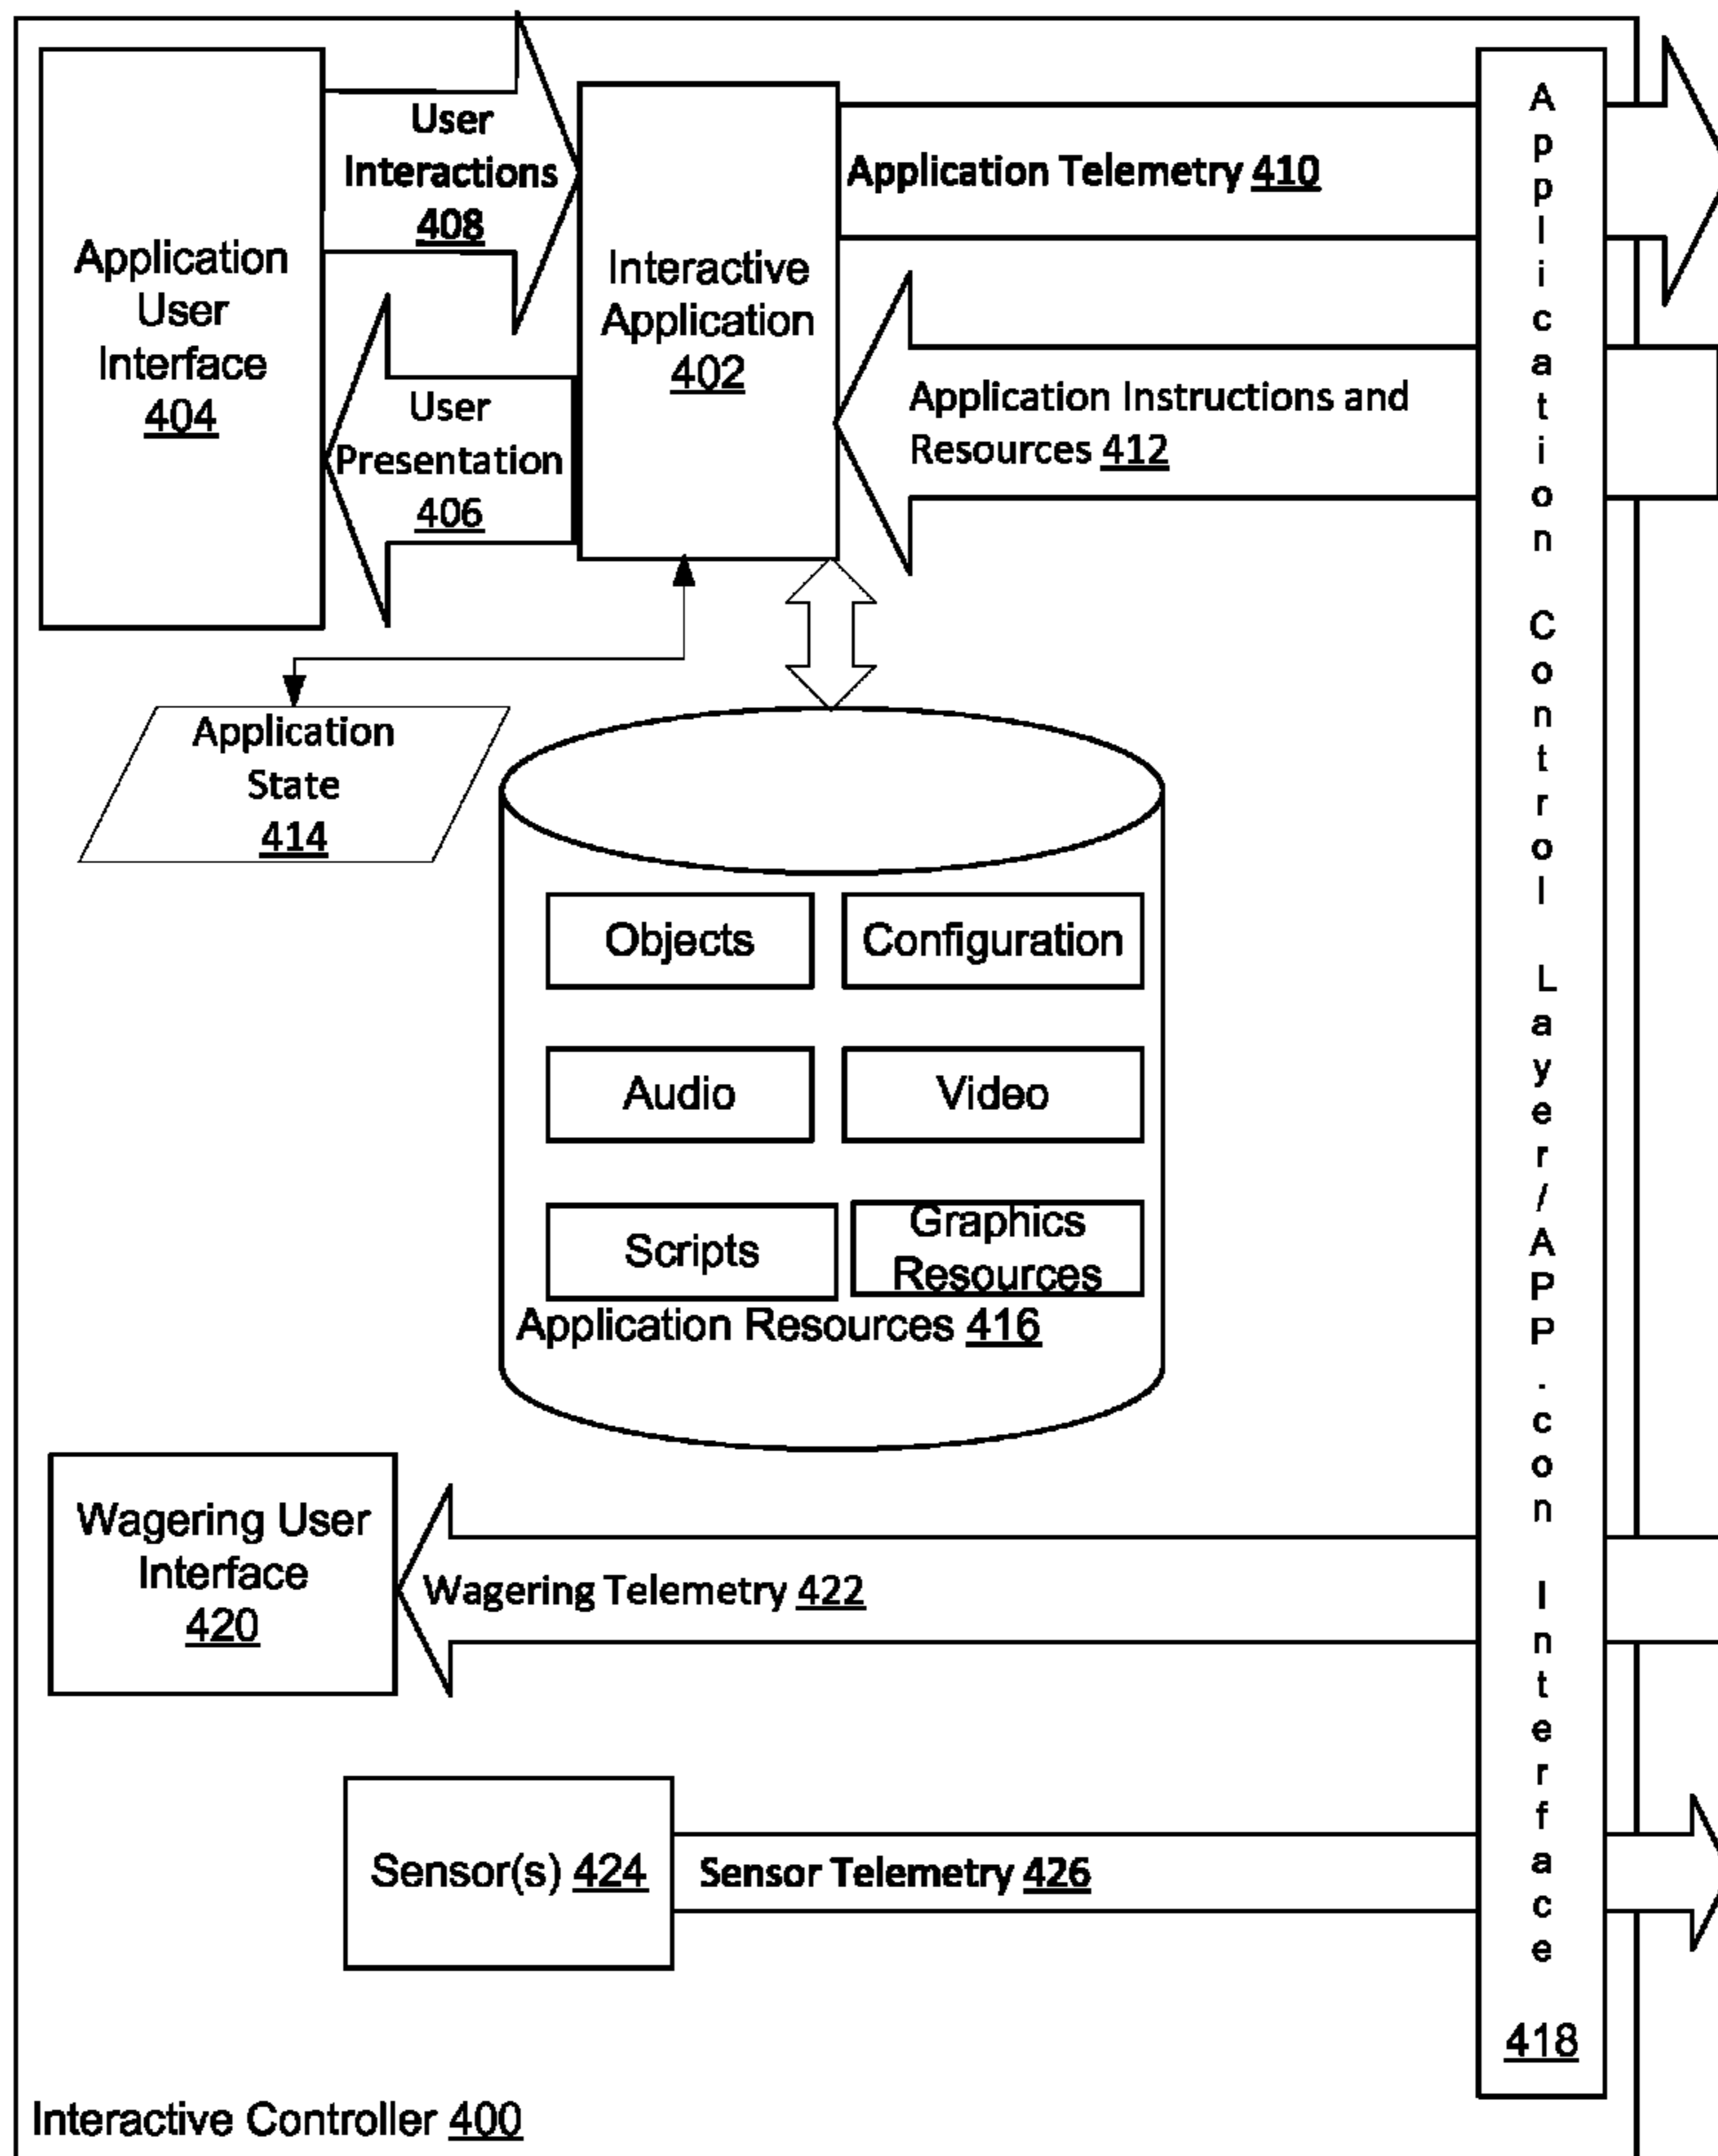 Application
User
Interface
404
User
Interactions
408
User
Presentation
406
Interactive
Application
402
Application Telemetry 410
Application Instructions and
Resources 412
Application
State
414
Objects
Configuration
Audio
Video
Scripts
Graphics
Resources
Application Resources 416
Wagering User
Interface
420
Wagering Telemetry 422
Sensor(s) 424
Sensor Telemetry 426
Application Control Layer/APP.con Interface
418
Interactive Controller 400